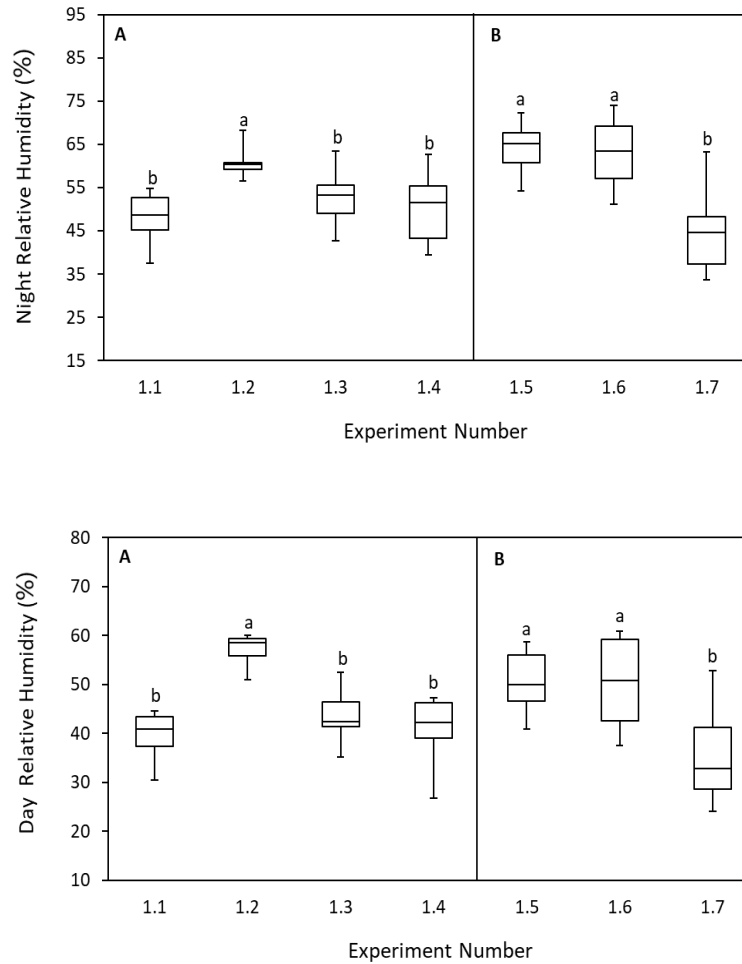 Night Relative Humidity (%)
95
85
75
65
55
45
35
25
15
A
B
b
a
b
b
a
a
b
1.1 1.2 1.3 1.4 1.5 1.6 1.7
Experiment Number
Day Relative Humidity (%)
80
70
60
50
40
30
20
10
A
B
b
a
b
b
a
a
b
1.1 1.2 1.3 1.4 1.5 1.6 1.7
Experiment Number